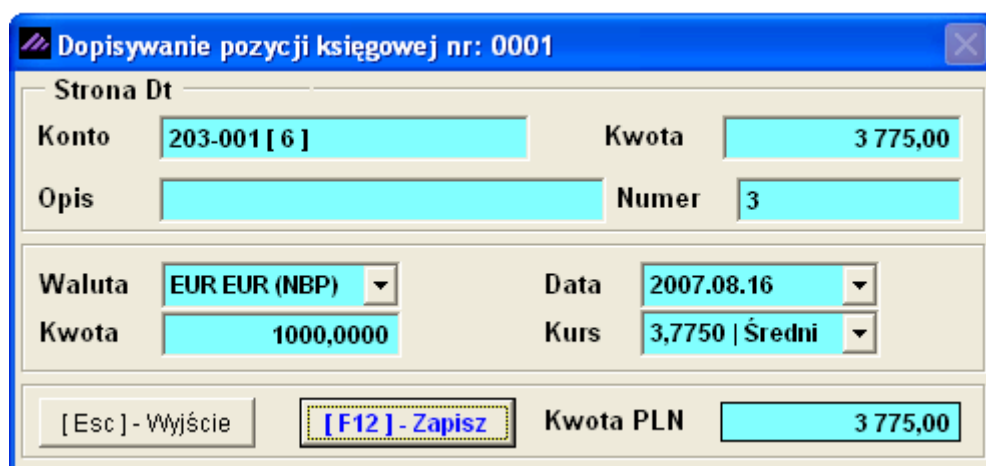 Dopisywanie pozycji księgowej nr: 0001
Strona Dt
Konto 203-001 [ 6 ] Kwota 3 775,00
Opis Numer 3
Waluta EUR EUR (NBP) Data 2007.08.16
Kwota 1000,0000 Kurs 3,7750 | Średni
[ Esc ] - Wyjście [ F12 ] - Zapisz Kwota PLN 3 775,00